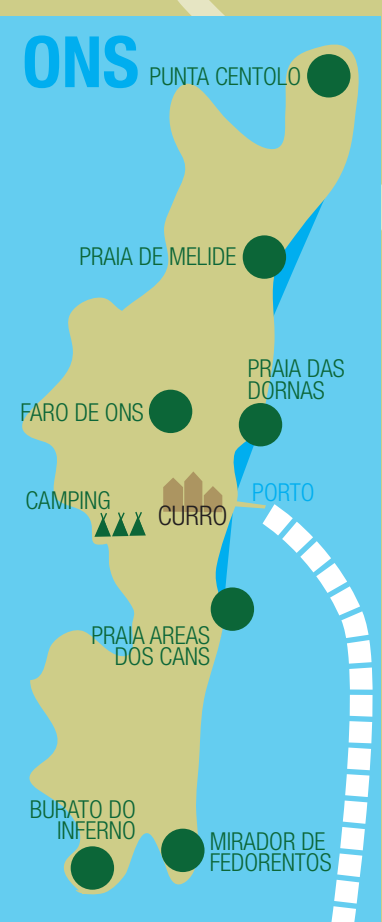 ONS
PUNTA CENTOLO
PRAIA DE MELIDE
PRAIA DAS
DORNAS
FARO DE ONS
CAMPING
PORTO
CURRO
PRAIA AREAS
DOS CANS
BURATO DO
INFERNO
MIRADOR DE
FEDORENTOS